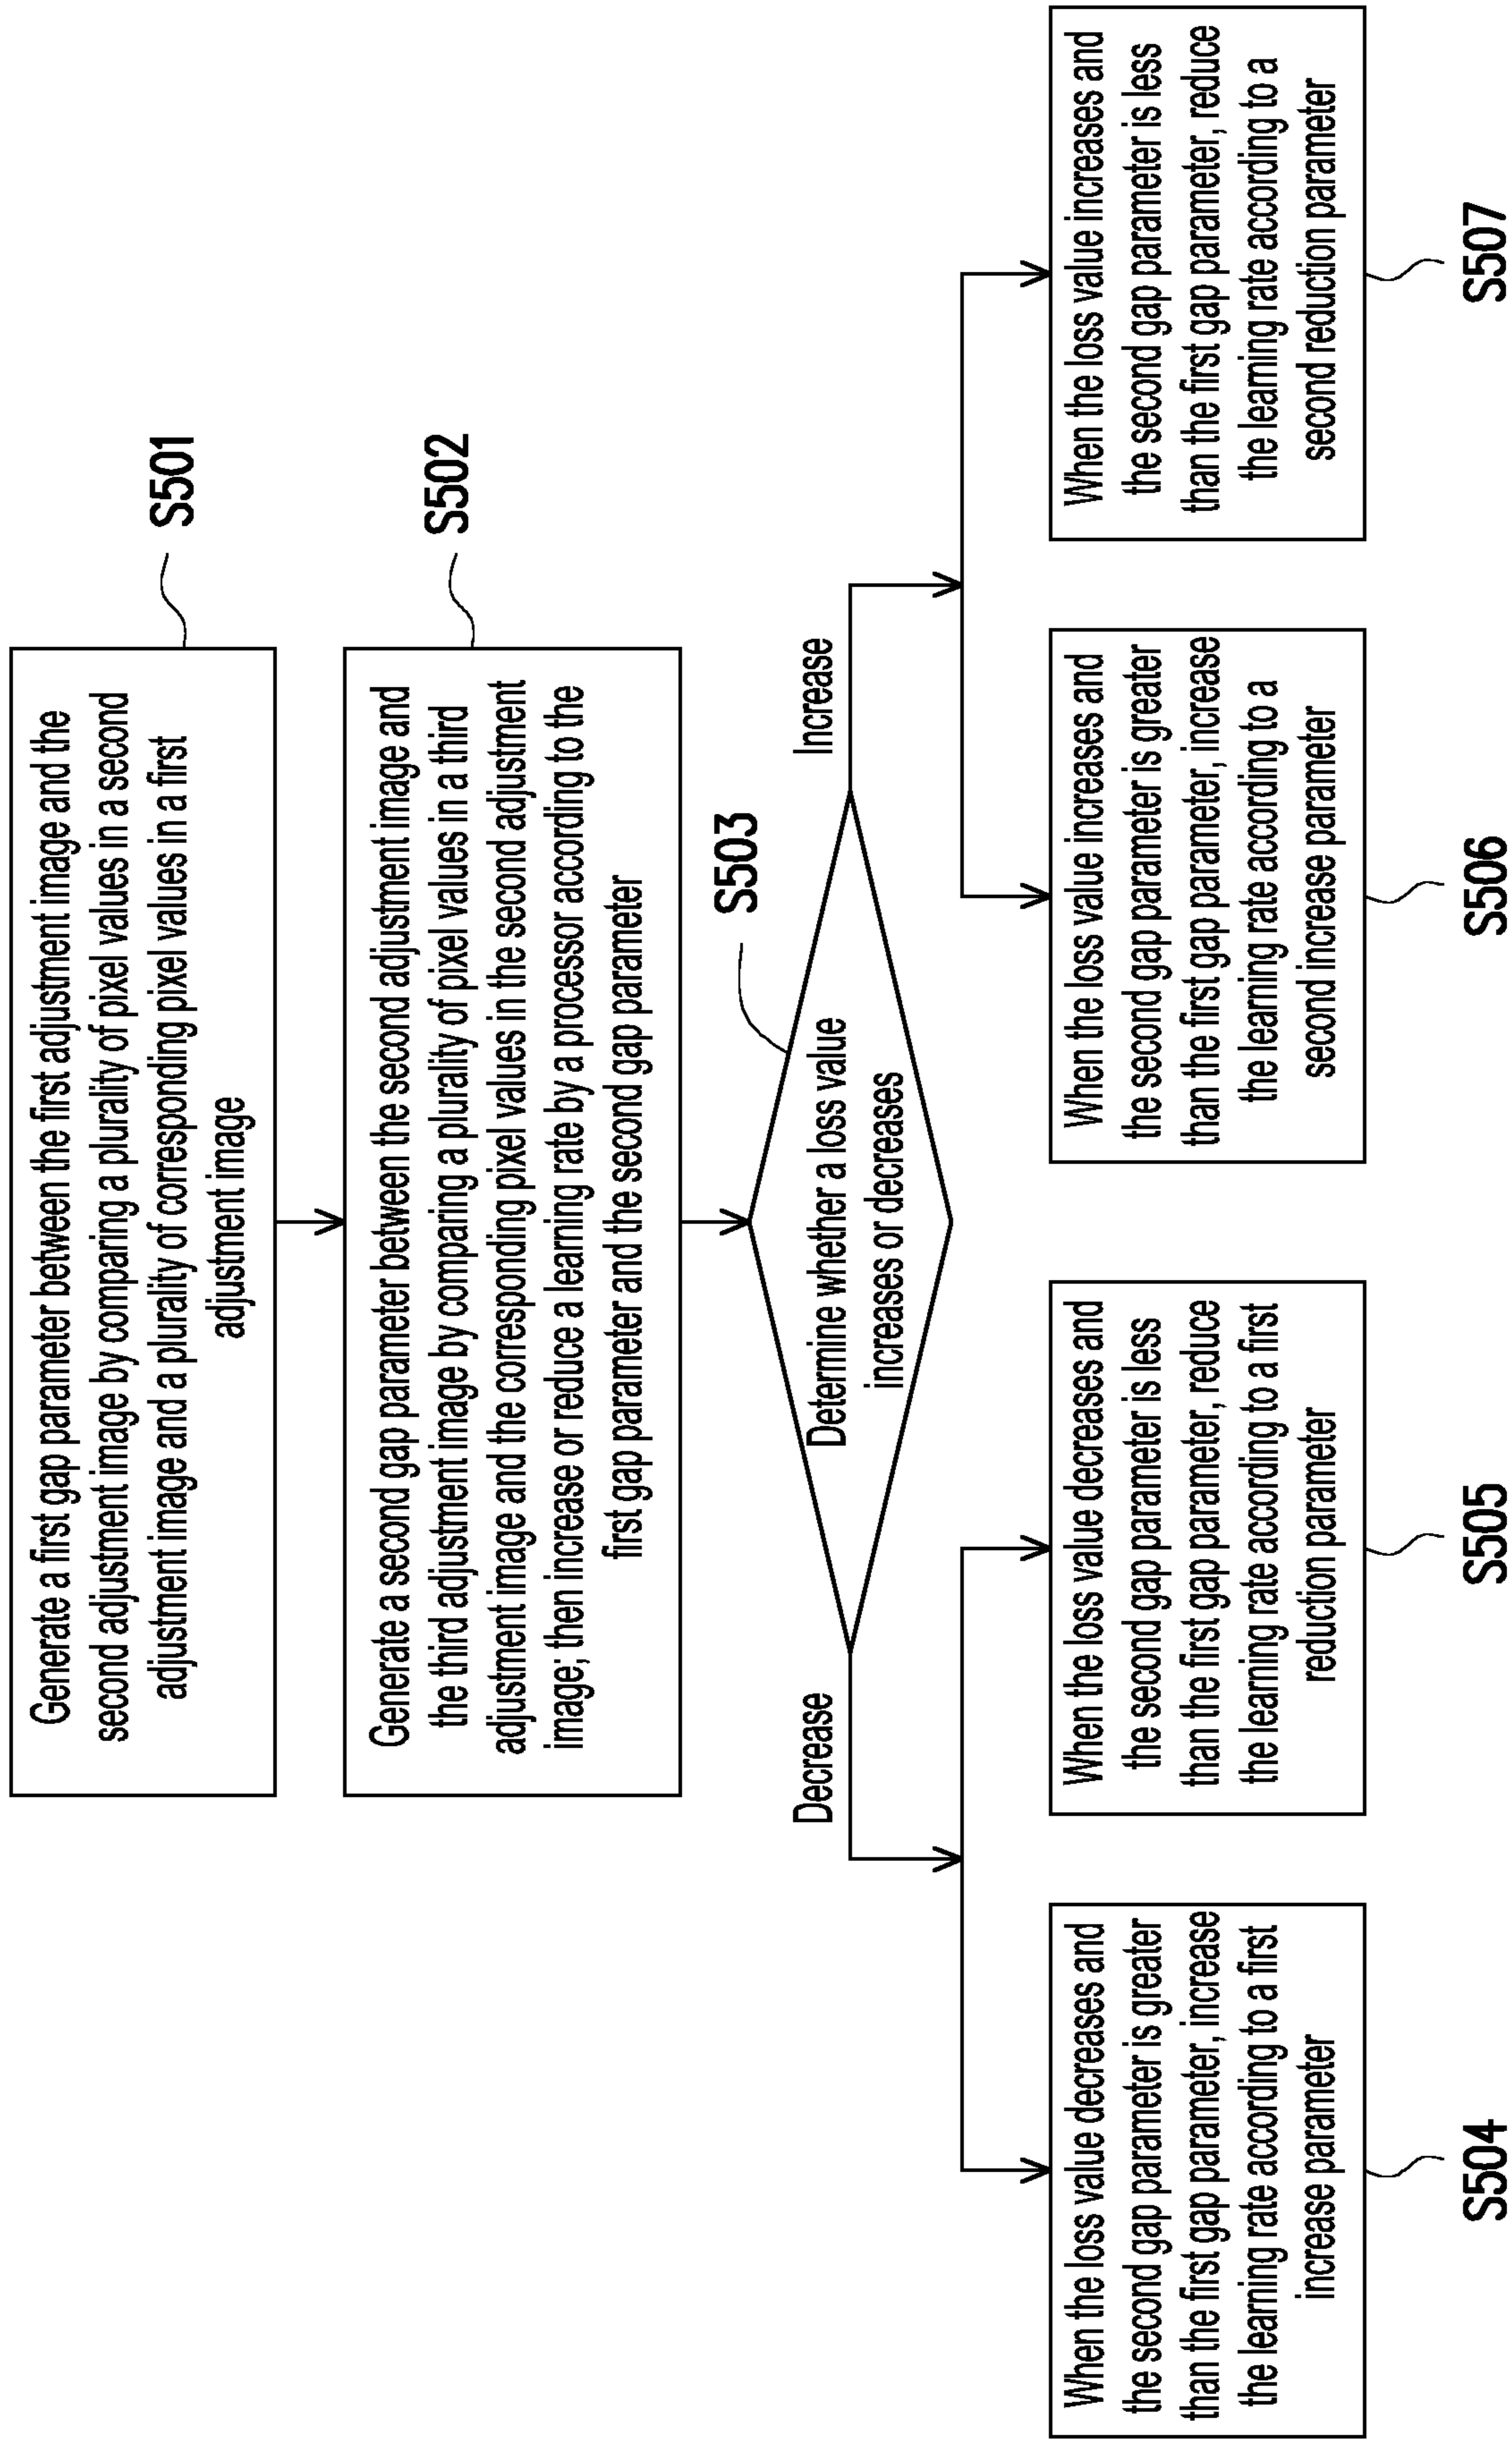 Generate a first gap parameter between the first adjustment image and the
second adjustment image by comparing a plurality of pixel values in a second
adjustment image and a plurality of corresponding pixel values in a first
adjustment image
S501
Generate a second gap parameter between the second adjustment image and
the third adjustment image by comparing a plurality of pixel values in a third
adjustment image and the corresponding pixel values in the second adjustment
image; then increase or reduce a learning rate by a processor according to the
first gap parameter and the second gap parameter
S502
S503
Determine whether a loss value
increases or decreases
Decrease
Increase
When the loss value decreases and
the second gap parameter is greater
than the first gap parameter, increase
the learning rate according to a first
increase parameter
S504
When the loss value decreases and
the second gap parameter is less
than the first gap parameter, reduce
the learning rate according to a first
reduction parameter
S505
When the loss value increases and
the second gap parameter is greater
than the first gap parameter, increase
the learning rate according to a
second increase parameter
S506
When the loss value increases and
the second gap parameter is less
than the first gap parameter, reduce
the learning rate according to a
second reduction parameter
S507